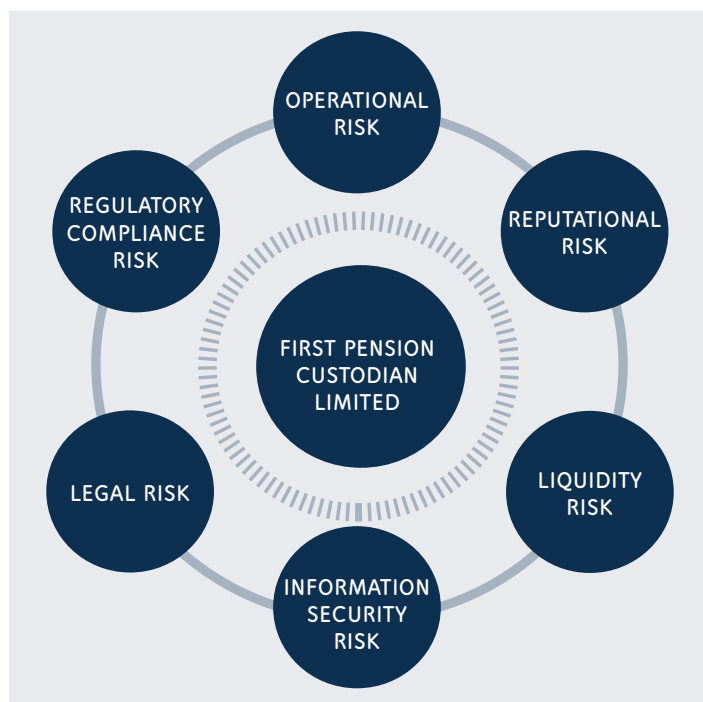 OPERATIONAL
RISK
REGULATORY
COMPLIANCE
RISK
REPUTATIONAL
RISK
FIRST PENSION
CUSTODIAN
LIMITED
LEGAL RISK
LIQUIDITY
RISK
INFORMATION
SECURITY
RISK